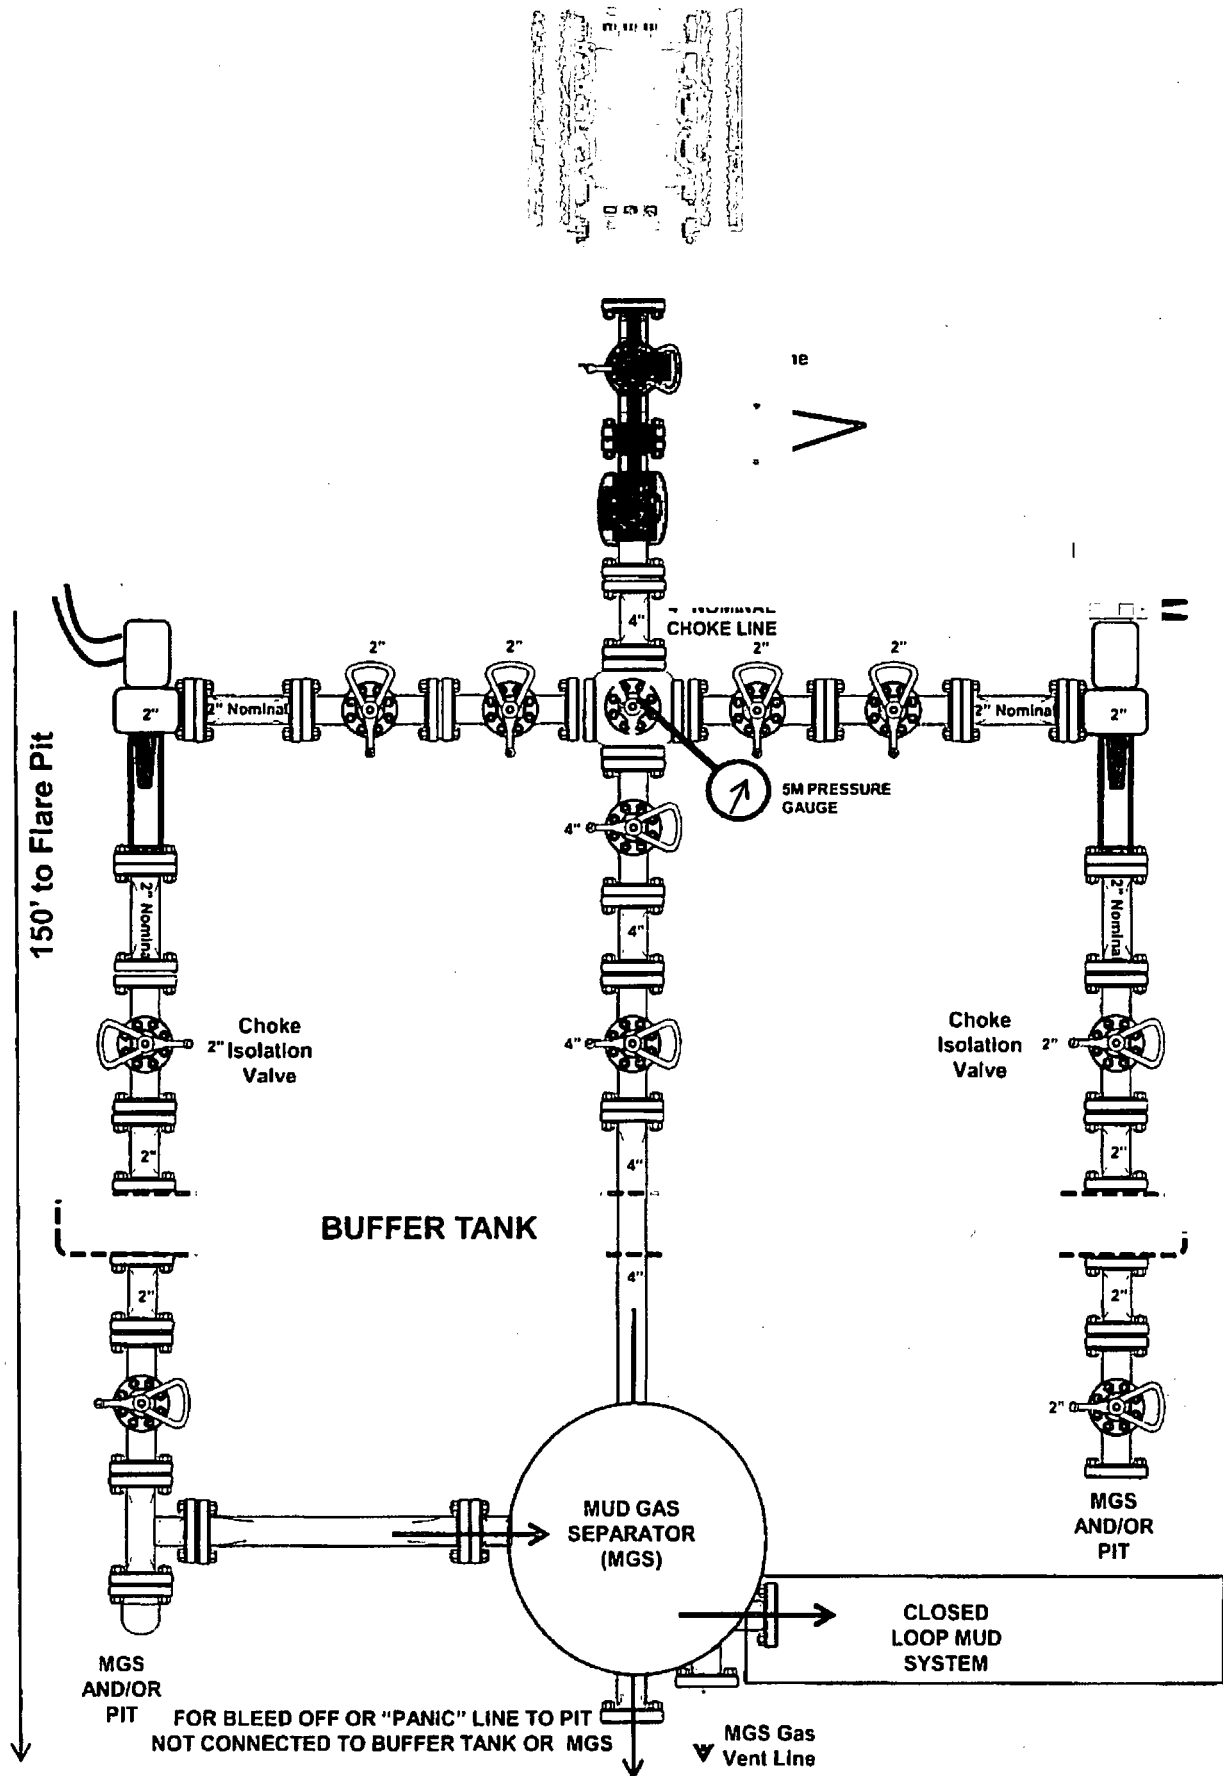 4"
CHOKE LINE
2"
2"
2"
2"
2"
2" Nominal
2" Nominal
2"
5M PRESSURE
GAUGE
4"
150' to Flare Pit
2" Nominal
4"
2" Nominal
Choke
2" Isolation
Valve
4"
Choke
Isolation
Valve
2"
2"
4"
2"
BUFFER TANK
2"
4"
2"
2"
MUD GAS
SEPARATOR
(MGS)
MGS
AND/OR
PIT
CLOSED
LOOP MUD
SYSTEM
MGS
AND/OR
PIT
FOR BLEED OFF OR "PANIC" LINE TO PIT
NOT CONNECTED TO BUFFER TANK OR MGS
MGS Gas
Vent Line